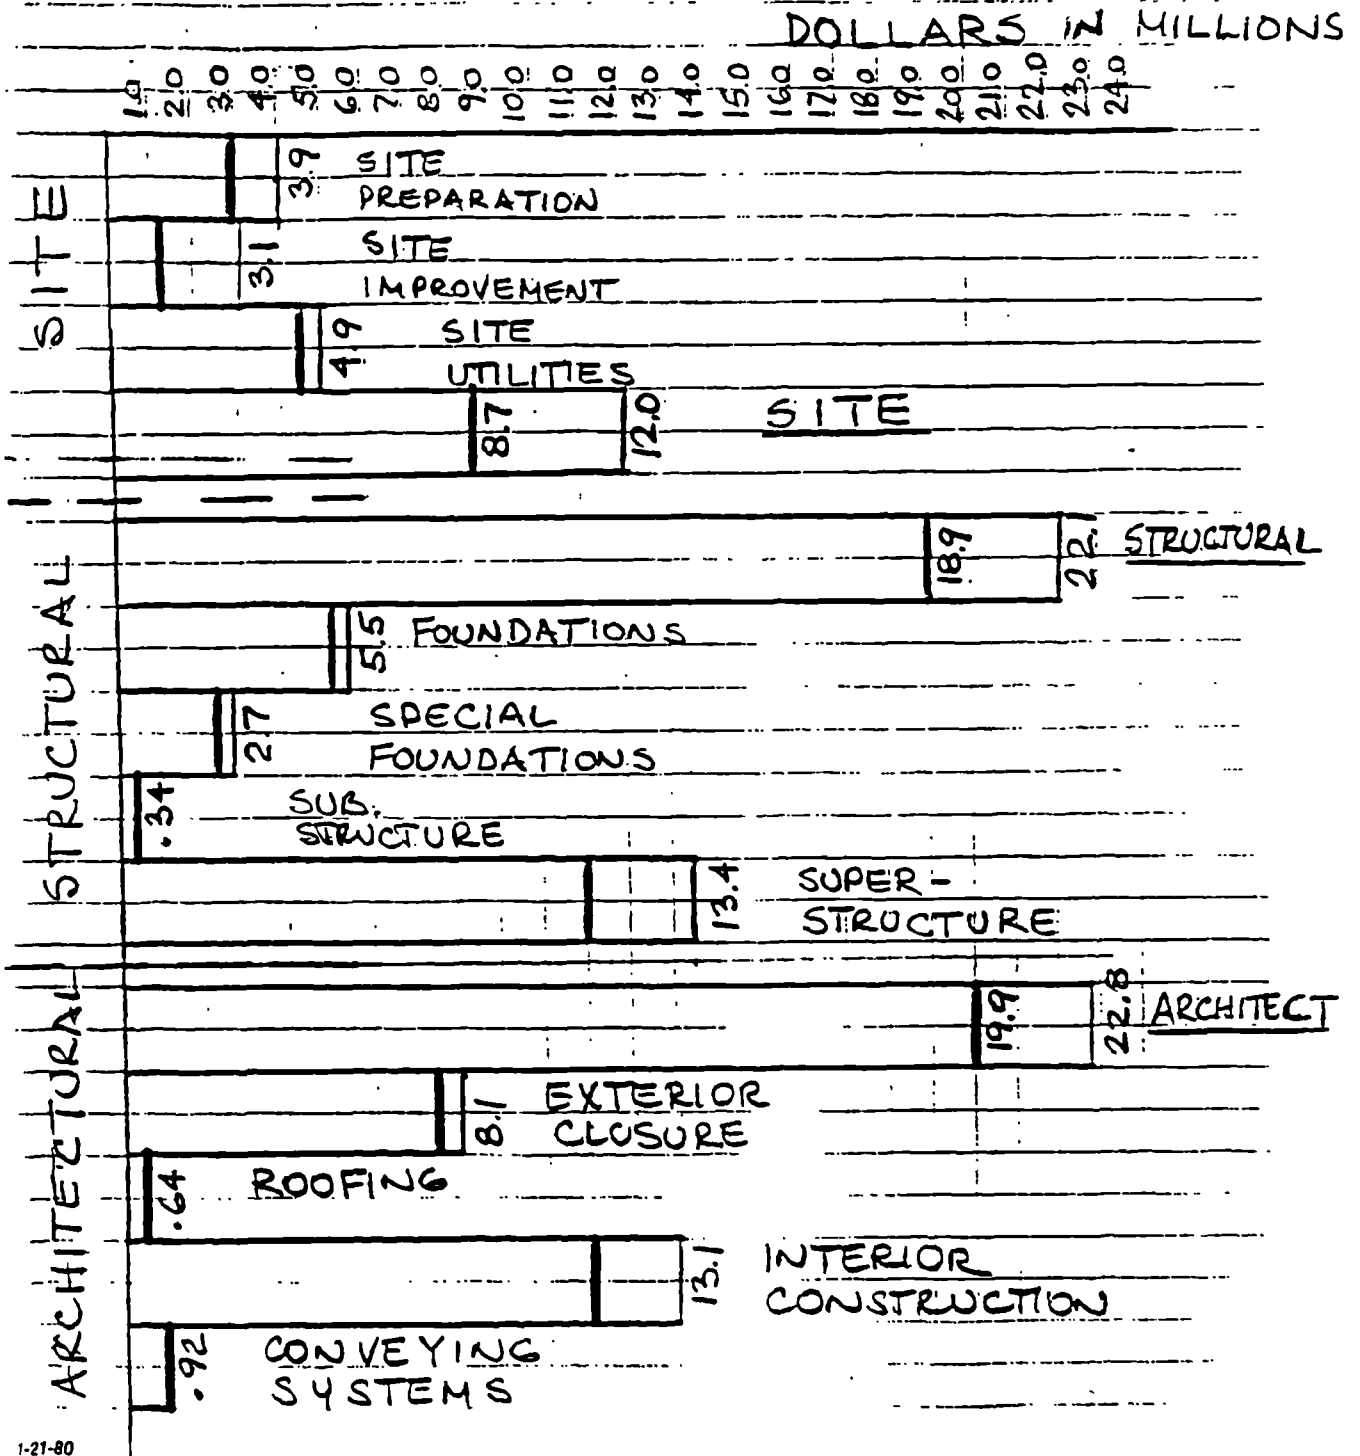 DOLLARS IN MILLIONS
1.0 2.0 3.0 4.0 5.0 6.0 7.0 8.0 9.0 10.0 11.0 12.0 13.0 14.0 15.0 16.0 17.0 18.0 19.0 20.0 21.0 22.0 23.0 24.0
SITE
3.9 SITE
PREPARATION
3.1 SITE
IMPROVEMENT
4.9 SITE
UTILITIES
8.7 12.0 SITE
STRUCTURAL
18.9 22.1 STRUCTURAL
5.5 FOUNDATIONS
2.7 SPECIAL
FOUNDATIONS
.34 SUB.
STRUCTURE
13.4 SUPER-
STRUCTURE
ARCHITECTURAL
19.9 22.8 ARCHITECT
8.1 EXTERIOR
CLOSURE
.64 ROOFING
13.1 INTERIOR
CONSTRUCTION
.92 CONVEYING
SYSTEMS
1-21-80